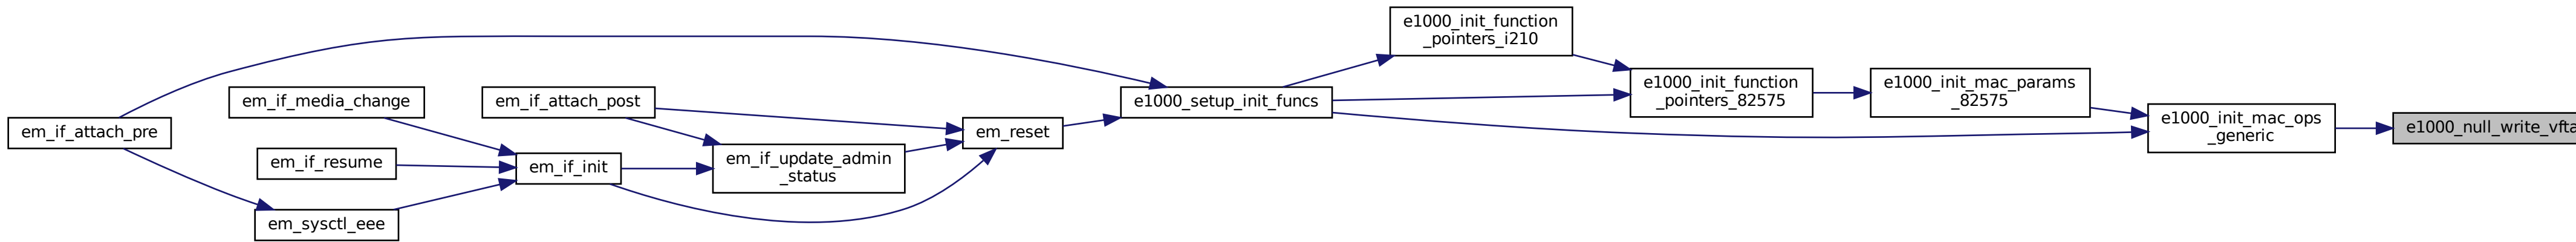 em_if_attach_pre
em_if_media_change
em_if_resume
em_sysctl_eee
em_if_attach_post
em_if_init
em_if_update_admin
_status
em_reset
e1000_setup_init_funcs
e1000_init_function
_pointers_i210
e1000_init_function
_pointers_82575
e1000_init_mac_params
_82575
e1000_init_mac_ops
_generic
e1000_null_write_vfta